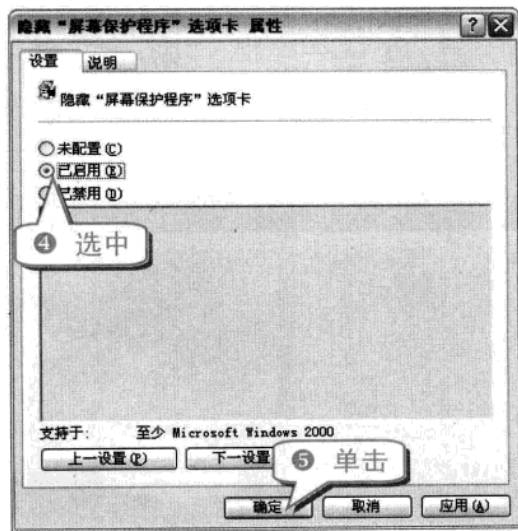 隐藏“屏幕保护程序”选项卡 属性
设置 说明
隐藏“屏幕保护程序”选项卡
未配置(C)
已启用(E)
已禁用(D)
❹ 选中
支持于: 至少 Microsoft Windows 2000
上一设置(P) 下一设置
❺ 单击
确定 取消 应用(A)